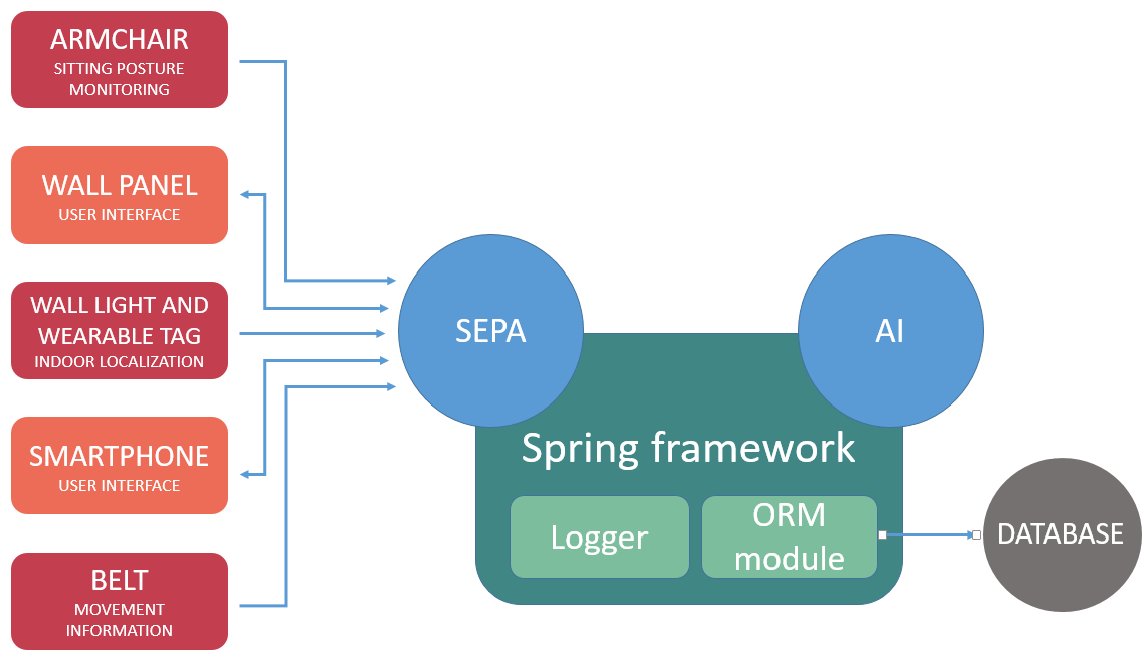 ARMCHAIR
SITTING POSTURE
MONITORING
WALL PANEL
USER INTERFACE
WALL LIGHT AND
WEARABLE TAG
INDOOR LOCALIZATION
SMARTPHONE
USER INTERFACE
BELT
MOVEMENT
INFORMATION
SEPA
AI
Spring framework
Logger
ORM
module
DATABASE